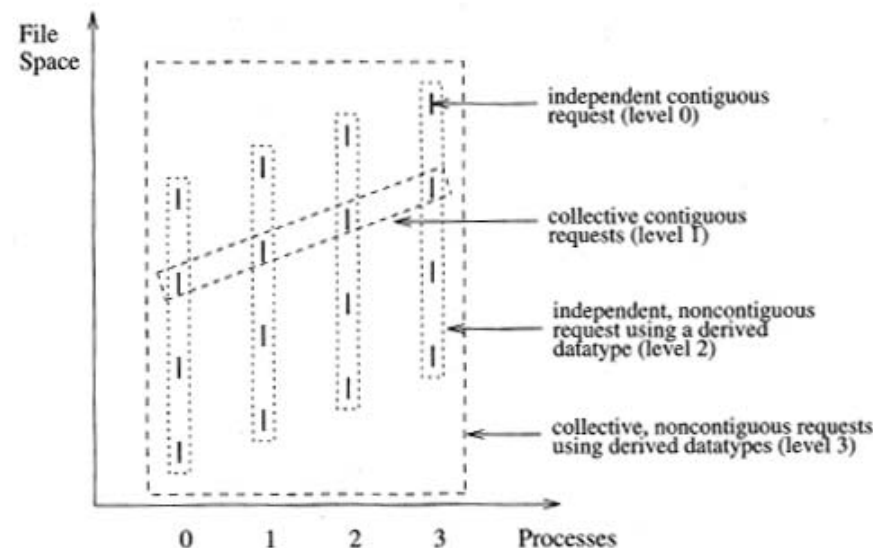 File
Space
independent contiguous
request (level 0)
collective contiguous
requests (level 1)
independent, noncontiguous
request using a derived
datatype (level 2)
collective, noncontiguous requests
using derived datatypes (level 3)
0 1 2 3 Processes